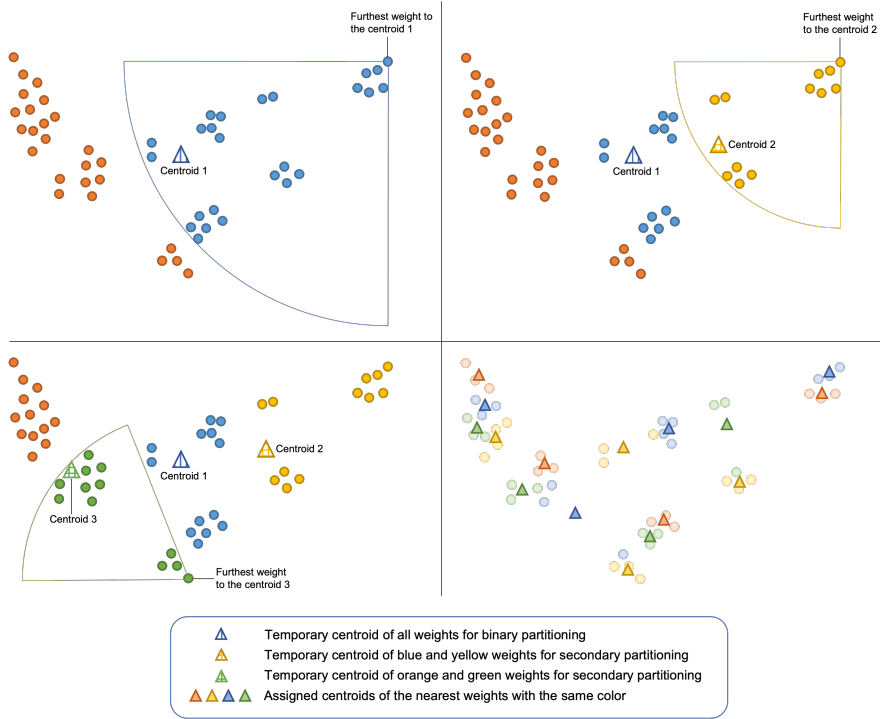 Furthest weight to
the centroid 1
Centroid 1
Furthest weight
to the centroid 2
Centroid 2
Centroid 1
Centroid 2
Centroid 1
Centroid 3
Furthest weight
to the centroid 3
Temporary centroid of all weights for binary partitioning
Temporary centroid of blue and yellow weights for secondary partitioning
Temporary centroid of orange and green weights for secondary partitioning
Assigned centroids of the nearest weights with the same color